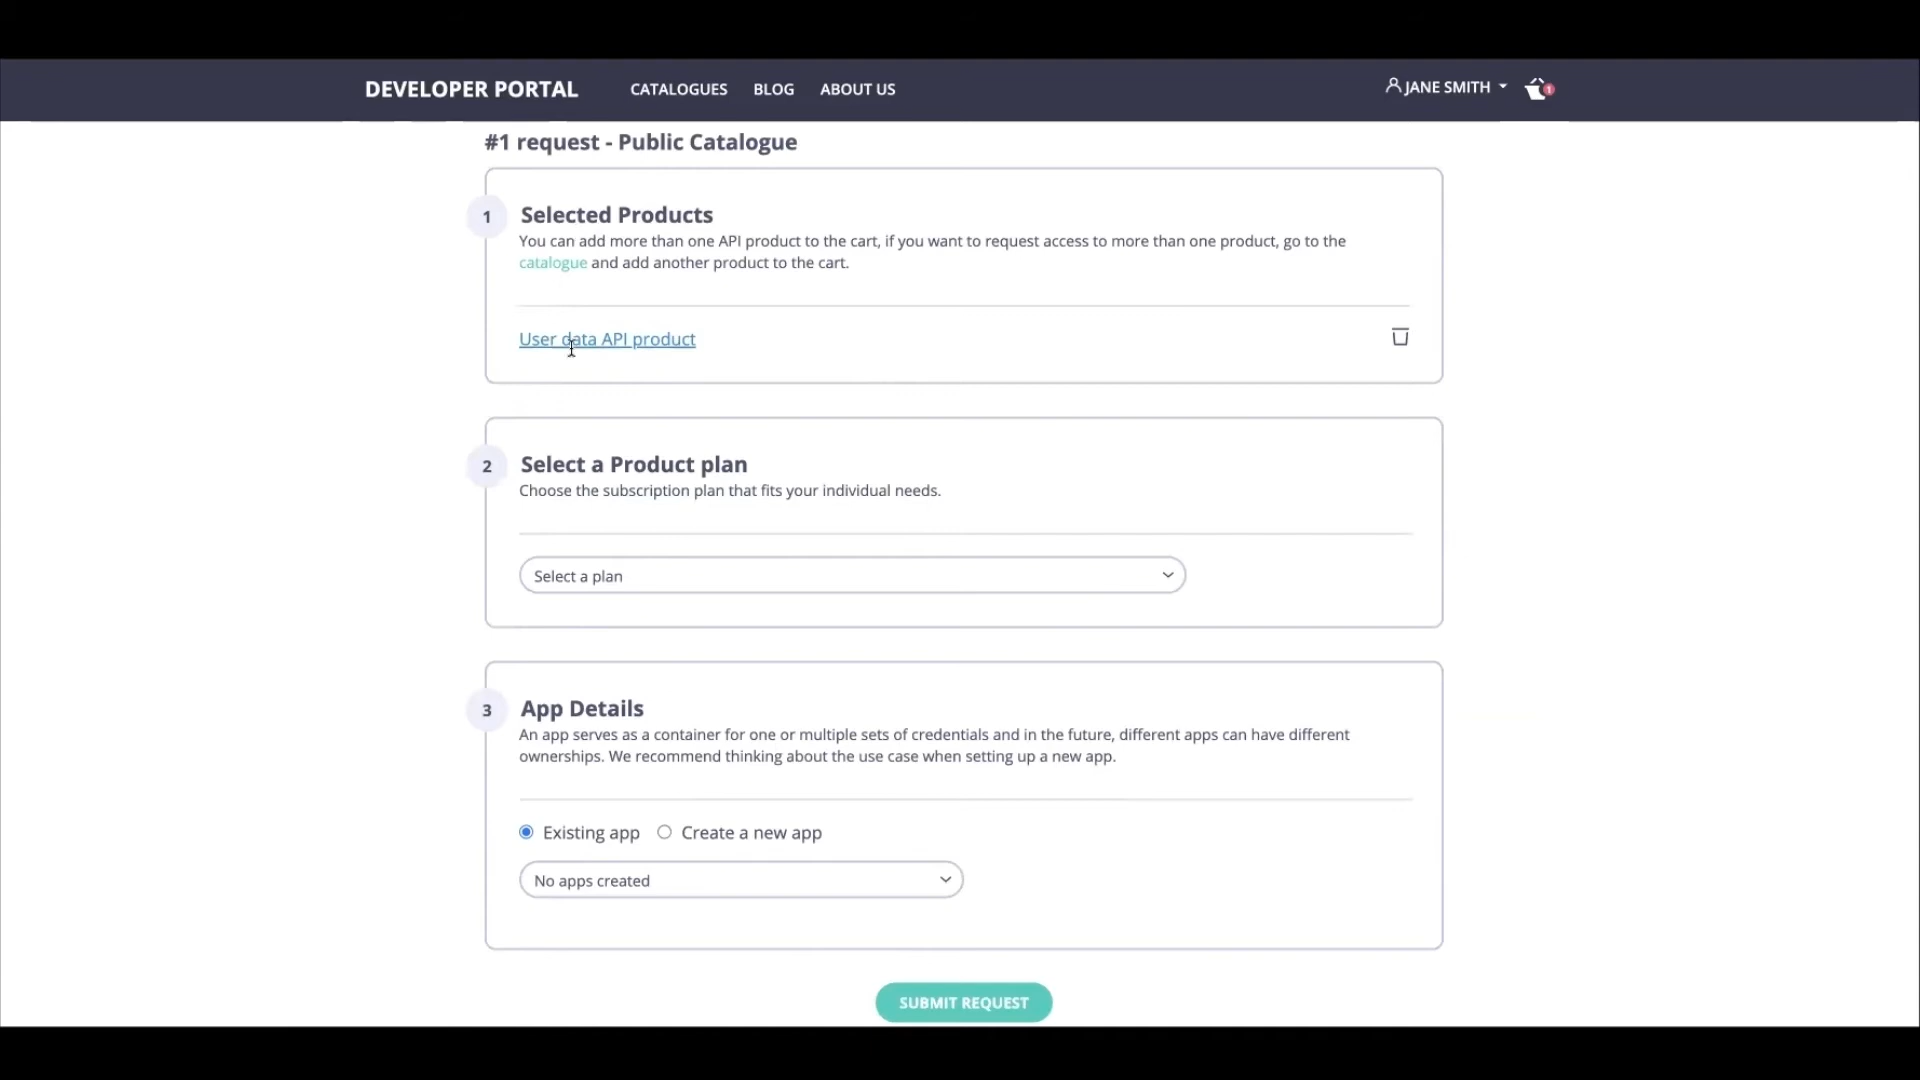 DEVELOPER PORTAL CATALOGUES BLOG ABOUT US JANE SMITH 1
#1 request - Public Catalogue
1 Selected Products
You can add more than one API product to the cart, if you want to request access to more than one product, go to the
catalogue and add another product to the cart.
User data API product
2 Select a Product plan
Choose the subscription plan that fits your individual needs.
Select a plan
3 App Details
An app serves as a container for one or multiple sets of credentials and in the future, different apps can have different
ownerships. We recommend thinking about the use case when setting up a new app.
Existing app Create a new app
No apps created
SUBMIT REQUEST